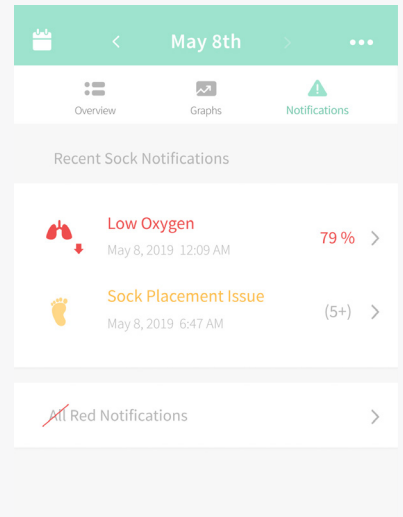 May 8th
Overview
Graphs
Notifications
Recent Sock Notifications
Low Oxygen
79 %
May 8, 2019 12:09 AM
Sock Placement Issue
(5+)
May 8, 2019 6:47 AM
All Red Notifications